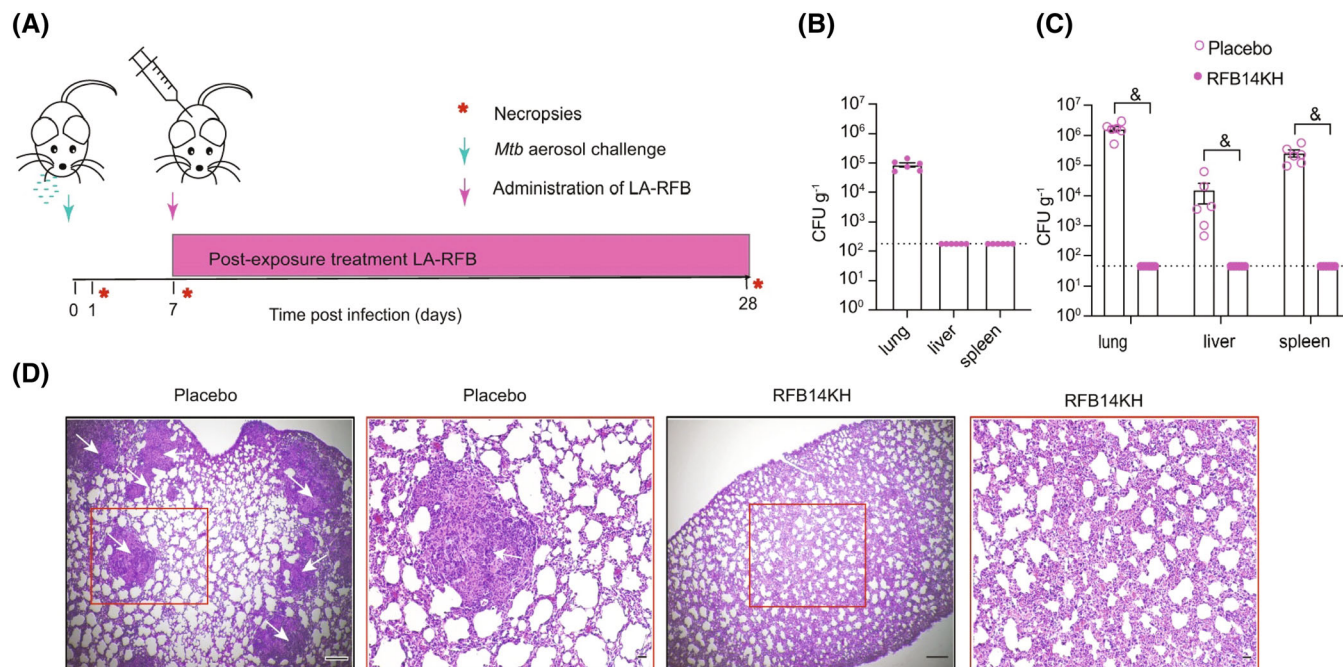 (A)
* Necropsies
Mtb aerosol challenge
Administration of LA-RFB
Post-exposure treatment LA-RFB
0 1 * 7 * 28 *
Time post infection (days)
(B)
CFU g⁻¹
10⁷
10⁶
10⁵
10⁴
10³
10²
10¹
10⁰
lung liver spleen
(C)
Placebo
RFB14KH
& & &
CFU g⁻¹
10⁷
10⁶
10⁵
10⁴
10³
10²
10¹
10⁰
lung liver spleen
(D)
Placebo Placebo RFB14KH RFB14KH